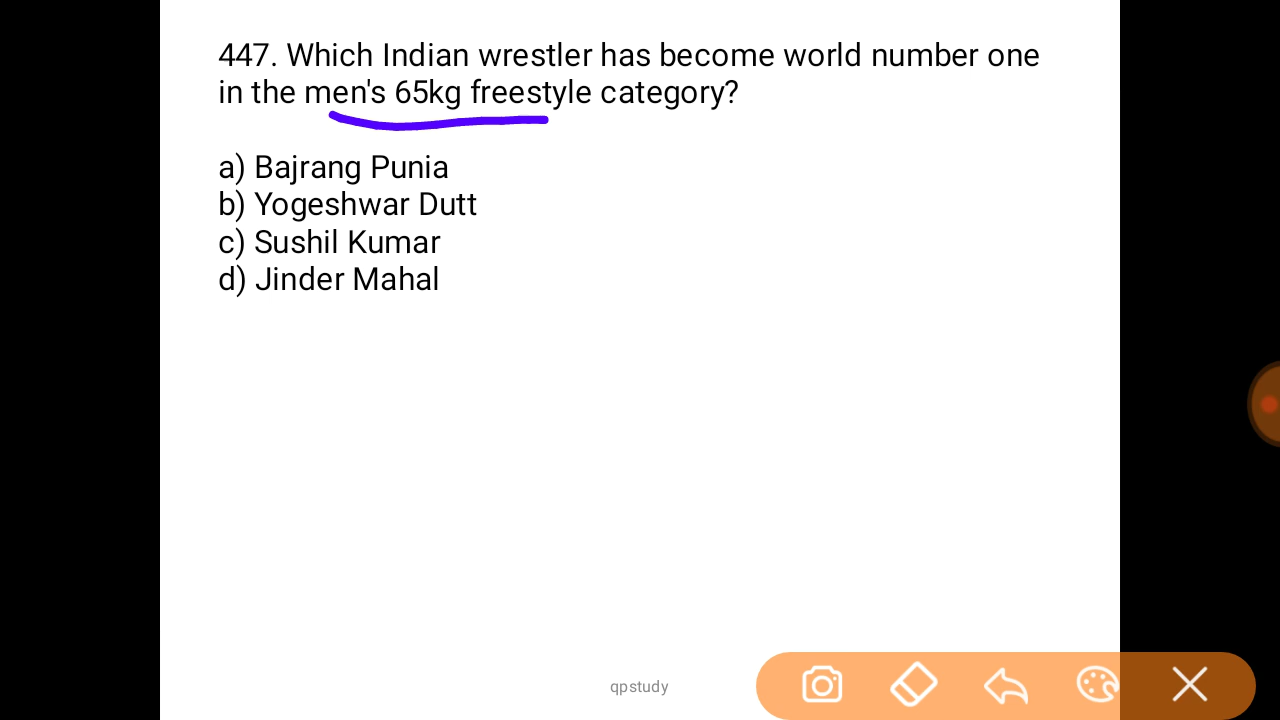 447. Which Indian wrestler has become world number one
in the men's 65kg freestyle category?
a) Bajrang Punia
b) Yogeshwar Dutt
c) Sushil Kumar
d) Jinder Mahal
qpstudy